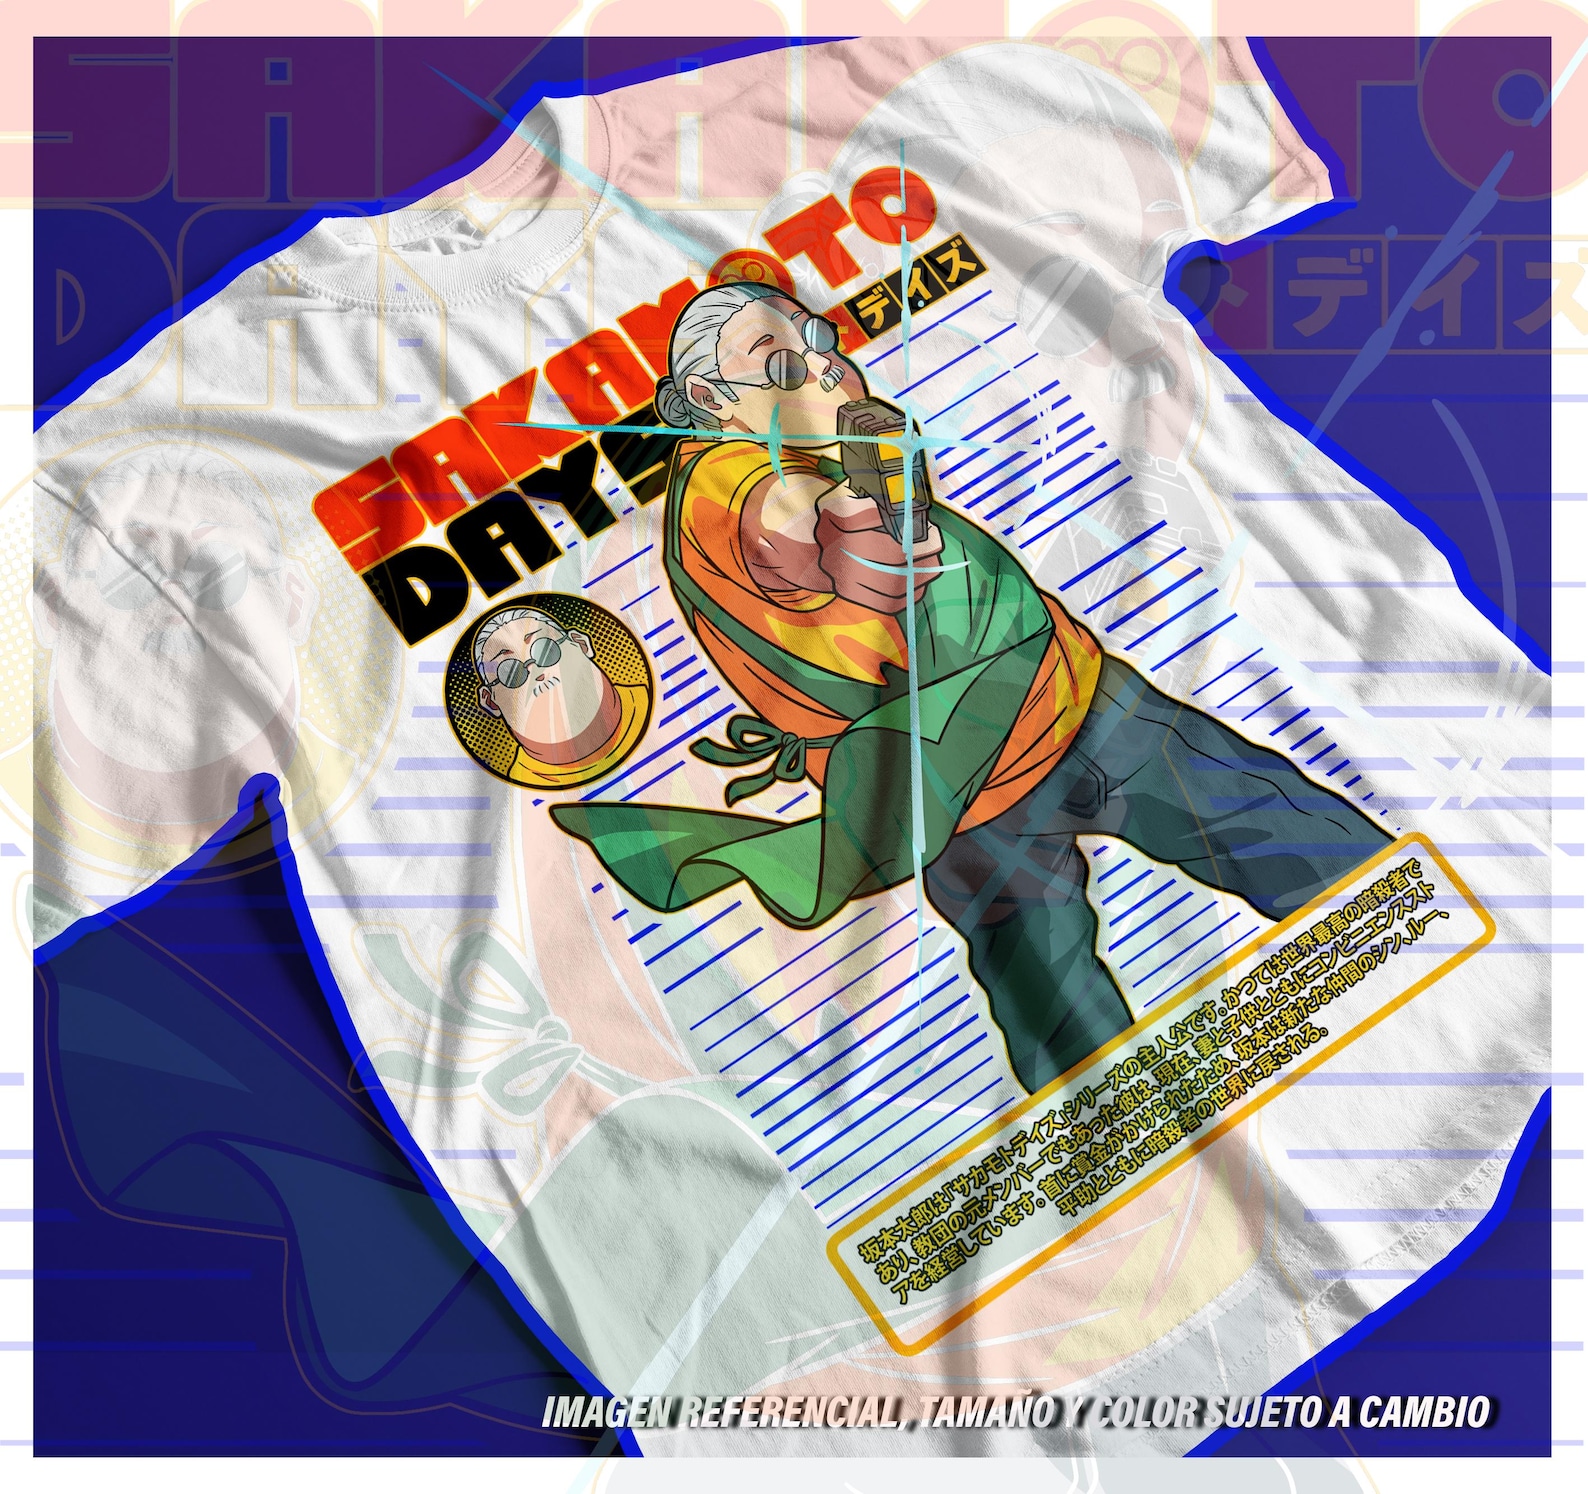 SAKAMOTO
DAYS
デイズ
坂本太郎は「サカモトデイズ」シリーズの主人公です。かつては世界最高の暗殺者で
あり、教団の元メンバーでもあった彼は、現在、妻と子供とともにコンビニエンススト
アを経営しています。首に賞金がかけられたため、坂本は新たな仲間のシン、ルー、
平助とともに暗殺者の世界に戻される。
IMAGEN REFERENCIAL, TAMAÑO Y COLOR SUJETO A CAMBIO